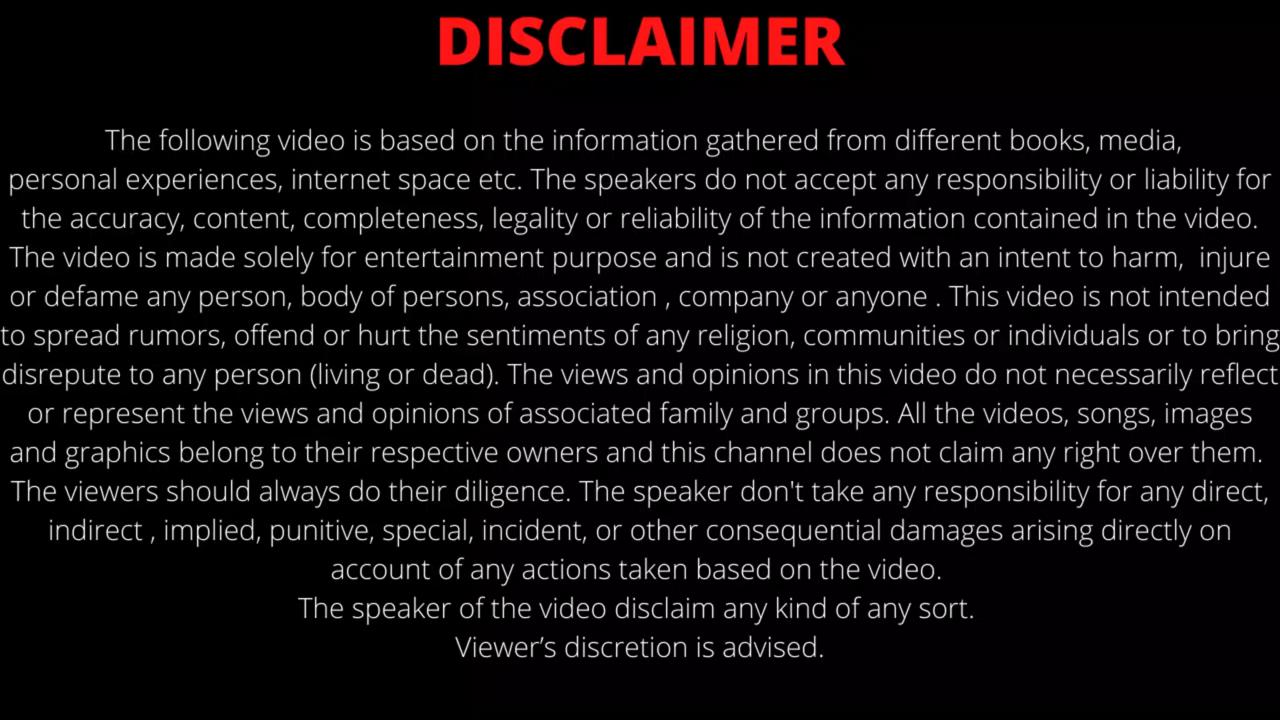 DISCLAIMER
The following video is based on the information gathered from different books, media,
personal experiences, internet space etc. The speakers do not accept any responsibility or liability for
the accuracy, content, completeness, legality or reliability of the information contained in the video.
The video is made solely for entertainment purpose and is not created with an intent to harm,  injure
or defame any person, body of persons, association , company or anyone . This video is not intended
to spread rumors, offend or hurt the sentiments of any religion, communities or individuals or to bring
disrepute to any person (living or dead). The views and opinions in this video do not necessarily reflect
or represent the views and opinions of associated family and groups. All the videos, songs, images
and graphics belong to their respective owners and this channel does not claim any right over them.
The viewers should always do their diligence. The speaker don't take any responsibility for any direct,
indirect , implied, punitive, special, incident, or other consequential damages arising directly on
account of any actions taken based on the video.
The speaker of the video disclaim any kind of any sort.
Viewer’s discretion is advised.